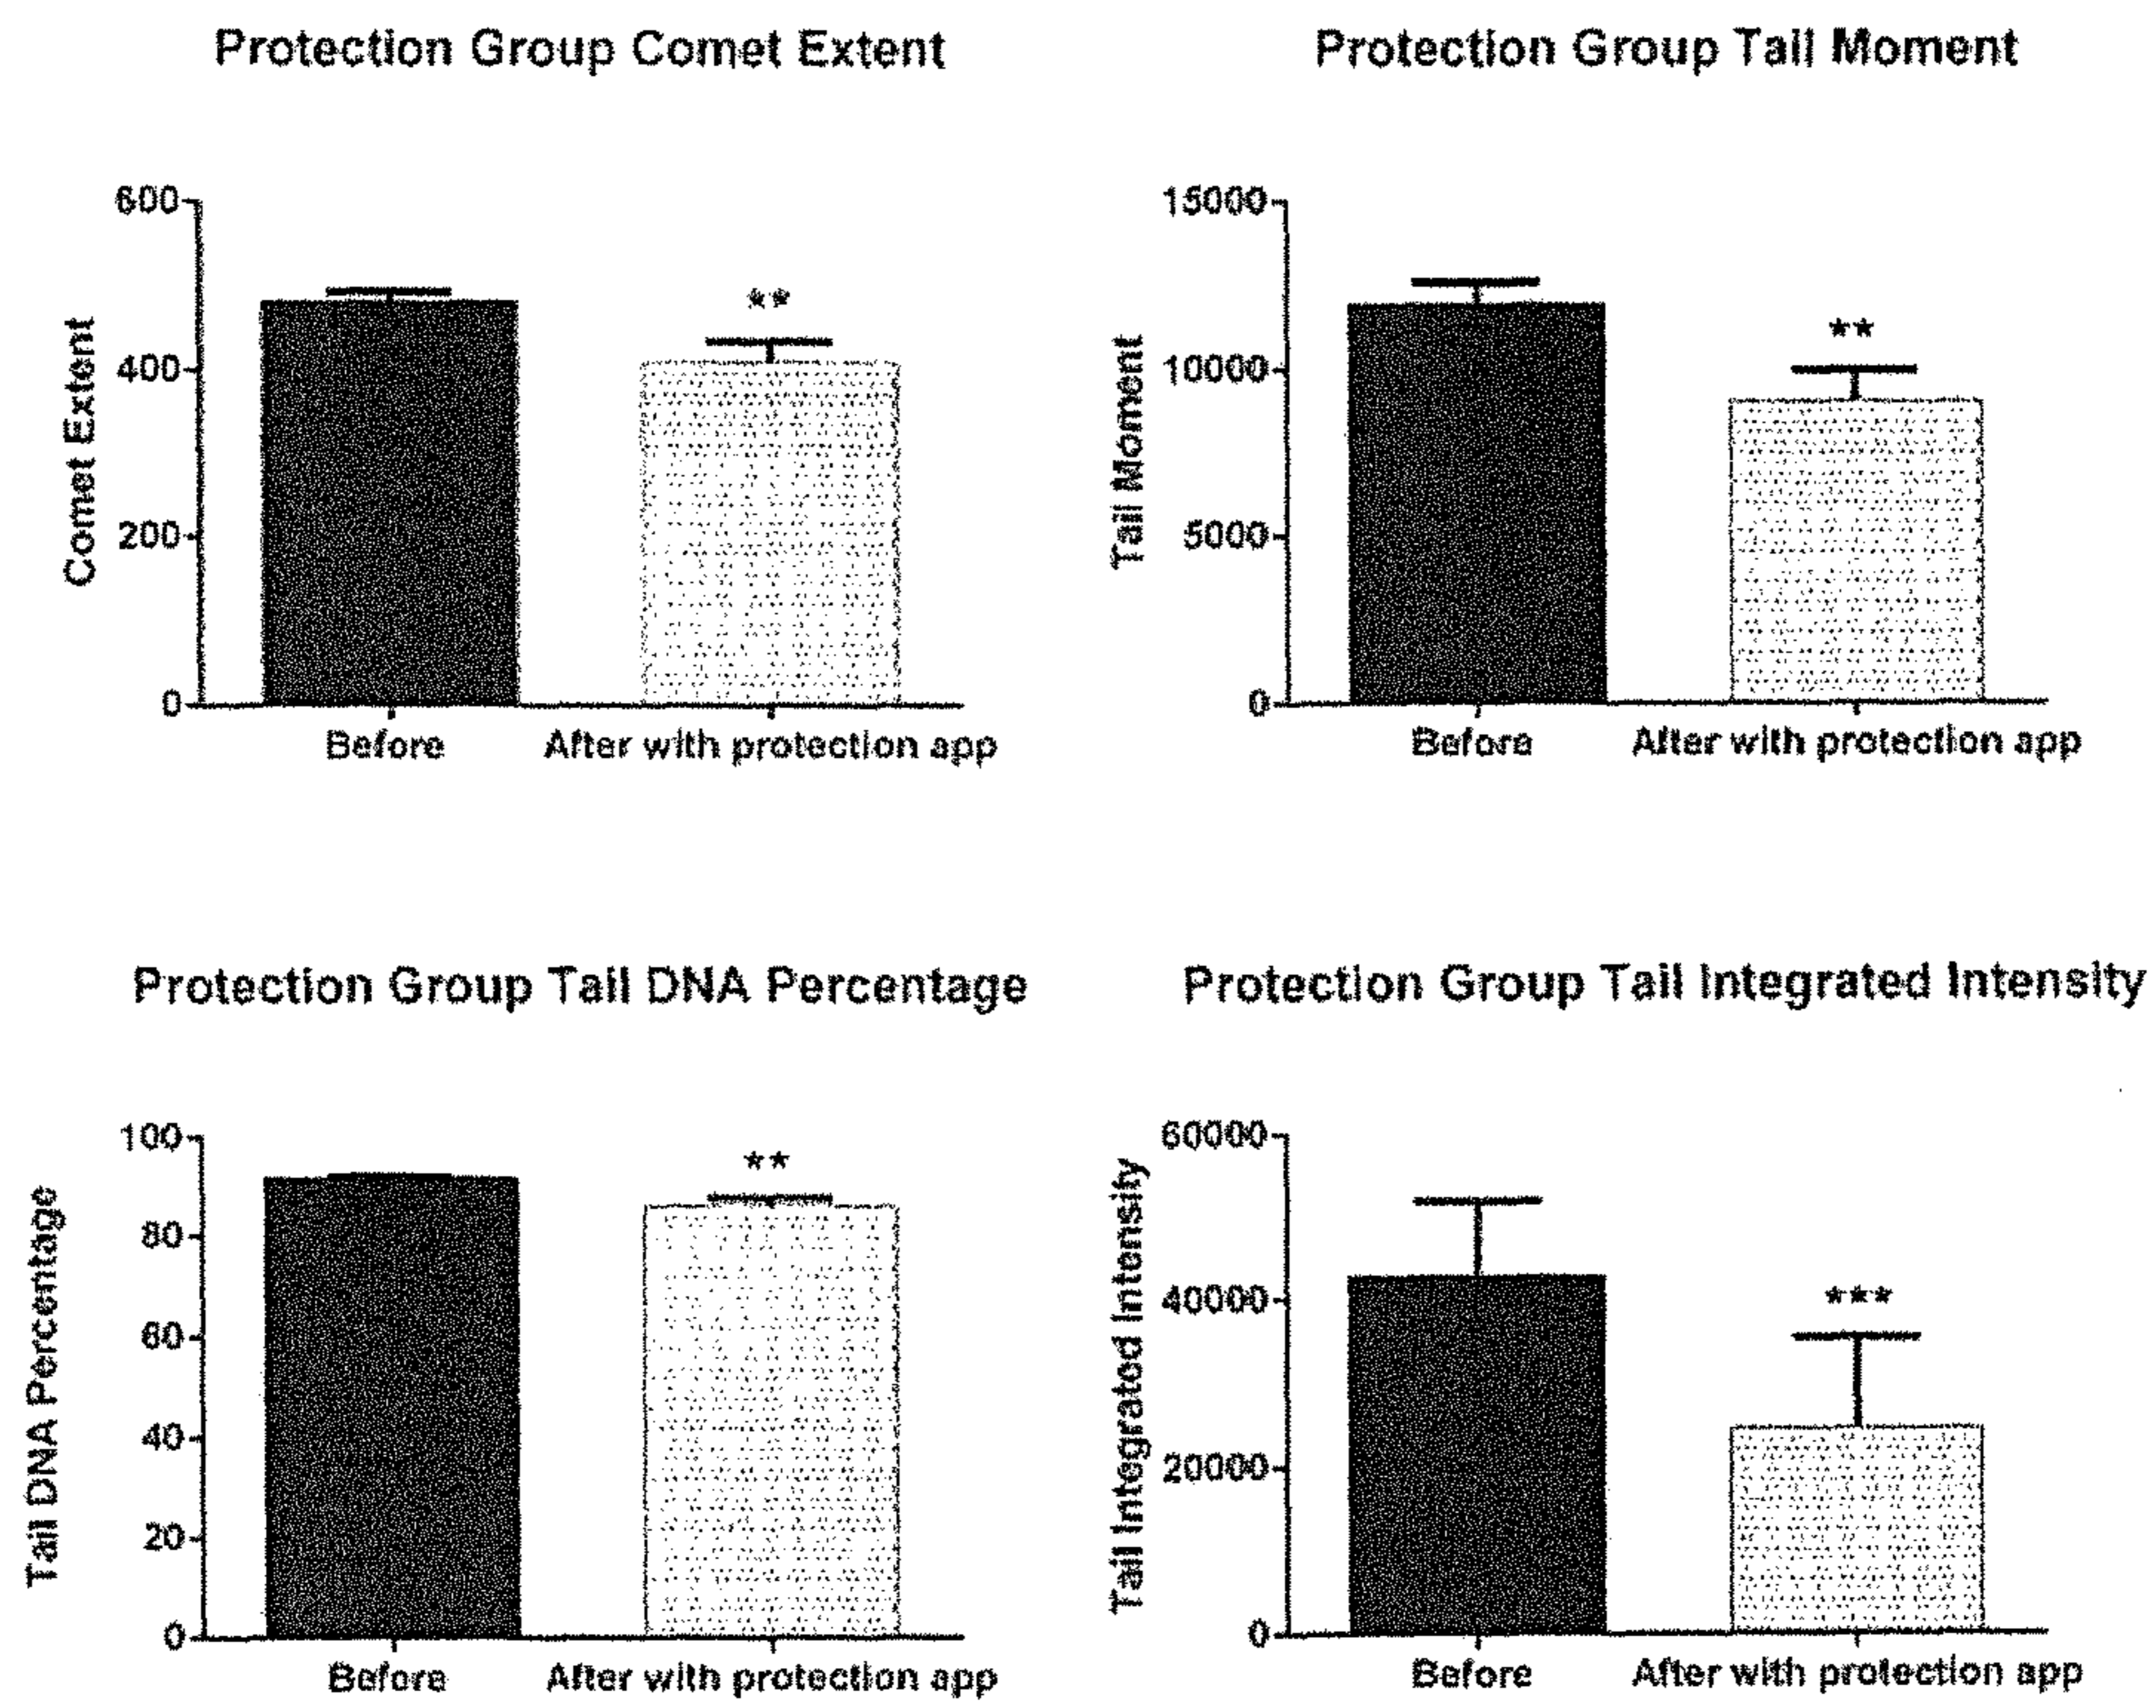 Protection Group Comet Extent
Protection Group Tail Moment
600
400
200
0
Comet Extent
**
Before
After with protection app
15000
10000
5000
0
Tail Moment
**
Before
After with protection app
Protection Group Tail DNA Percentage
Protection Group Tail Integrated Intensity
100
80
60
40
20
0
Tail DNA Percentage
**
Before
After with protection app
60000
40000
20000
0
Tail Integrated Intensity
***
Before
After with protection app